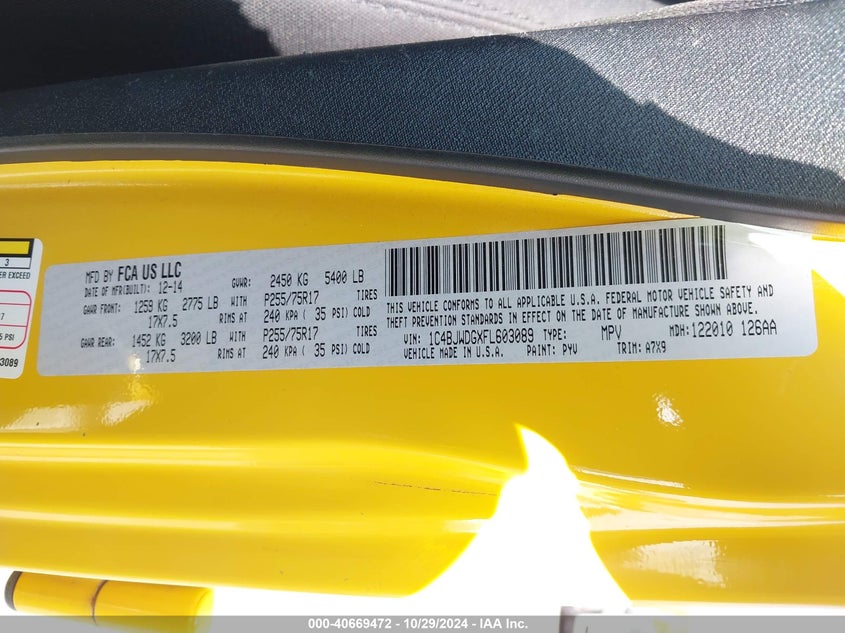 3
ER EXCEED
17
5 PSI
3089
MFD BY FCA US LLC
DATE OF MFR(BUILT): 12-14 GVWR: 2450 KG 5400 LB
GAWR FRONT: 1259 KG 2775 LB WITH P255/75R17 TIRES
17X7.5 RIMS AT 240 KPA ( 35 PSI) COLD
GAWR REAR: 1452 KG 3200 LB WITH P255/75R17 TIRES
17X7.5 RIMS AT 240 KPA ( 35 PSI) COLD
THIS VEHICLE CONFORMS TO ALL APPLICABLE U.S.A. FEDERAL MOTOR VEHICLE SAFETY AND
THEFT PREVENTION STANDARDS IN EFFECT ON THE DATE OF MANUFACTURE SHOWN ABOVE.
VIN: 1C4BJWDGXFL603089 TYPE: MPV MDH: 122010 126AA
VEHICLE MADE IN U.S.A. PAINT: PYV TRIM: A7X9
000-40669472 - 10/29/2024 - IAA Inc.